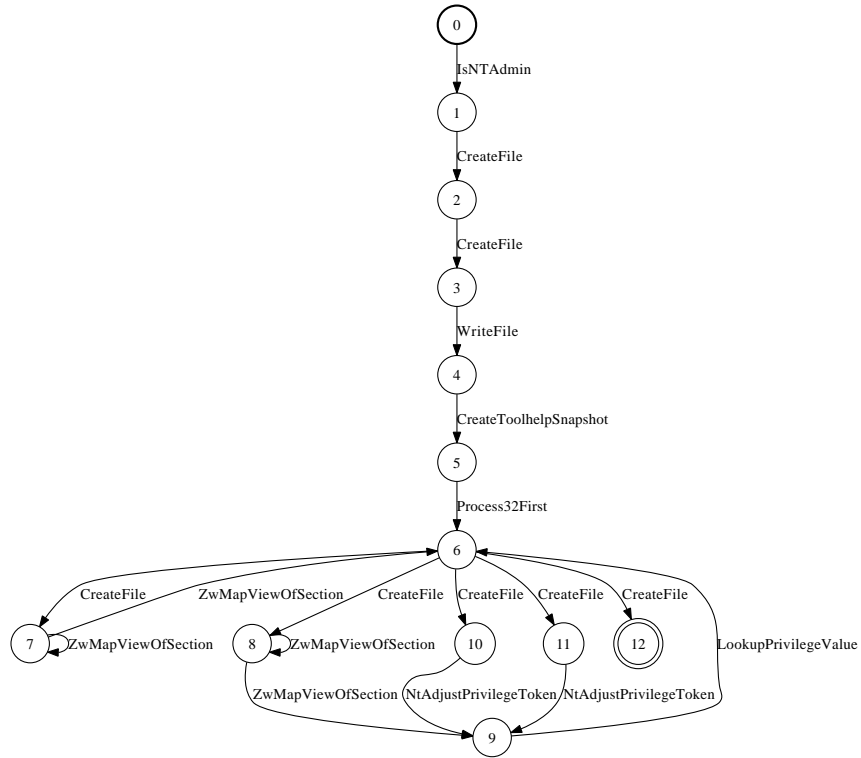 0
IsNTAdmin
1
CreateFile
2
CreateFile
3
WriteFile
4
CreateToolhelpSnapshot
5
Process32First
6
CreateFile
ZwMapViewOfSection
CreateFile
CreateFile
CreateFile
CreateFile
7
ZwMapViewOfSection
8
ZwMapViewOfSection
10
11
12
LookupPrivilegeValue
ZwMapViewOfSection
NtAdjustPrivilegeToken
NtAdjustPrivilegeToken
9